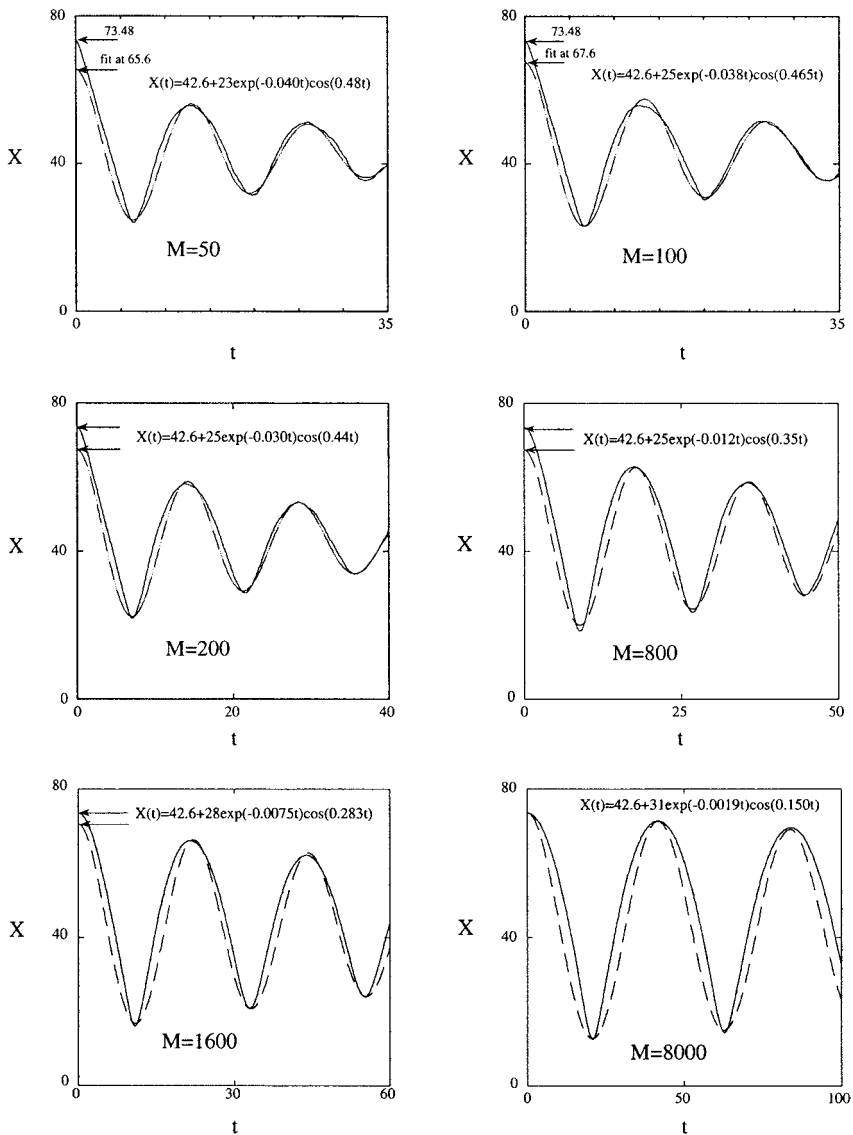 80
73.48
fit at 65.6
X(t)=42.6+23exp(-0.040t)cos(0.48t)
X
40
M=50
0
0
35
t
80
73.48
fit at 67.6
X(t)=42.6+25exp(-0.038t)cos(0.465t)
X
40
M=100
0
0
35
t
80
X(t)=42.6+25exp(-0.030t)cos(0.44t)
X
40
M=200
0
0
20
40
t
80
X(t)=42.6+25exp(-0.012t)cos(0.35t)
X
40
M=800
0
0
25
50
t
80
X(t)=42.6+28exp(-0.0075t)cos(0.283t)
X
40
M=1600
0
0
30
60
t
80
X(t)=42.6+31exp(-0.0019t)cos(0.150t)
X
40
M=8000
0
0
50
100
t